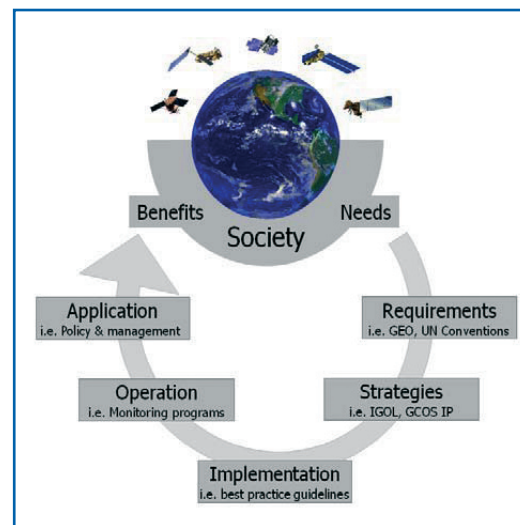 Benefits
Needs
Society
Requirements
i.e. GEO, UN Conventions
Strategies
i.e. IGOL, GCOS IP
Implementation
i.e. best practice guidelines
Operation
i.e. Monitoring programs
Application
i.e. Policy & management